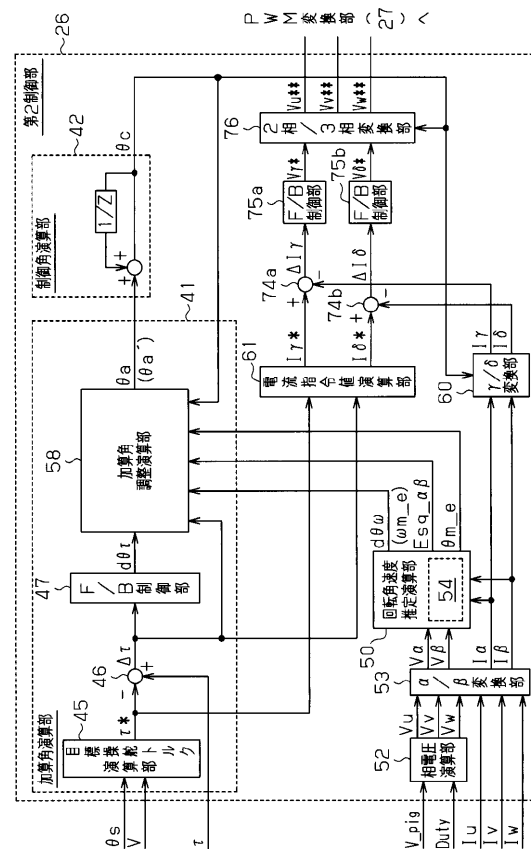 26
第2制御部
PWM変換部(27)へ
42
制御角演算部
1/Z
+
+
θc
41
加算角演算部
θs
V
τ
45
目標操舵トルク
演算部
τ*
46
-
+
Δτ
47
F/B制御部
dθτ
58
加算角
調整演算部
θa
(θa´)
61
電流指令値演算部
Iγ*
Iδ*
74a
+
-
ΔIγ
74b
+
-
ΔIδ
75a
F/B
制御部
Vγ*
75b
F/B
制御部
Vδ*
76
2相/3相変換部
Vu**
Vv**
Vw**
V_pig
Duty
Iu
Iv
Iw
52
相電圧
演算部
Vu
Vv
Vw
53
α/β変換部
Vα
Vβ
Iα
Iβ
50
回転角速度
推定演算部
54
dθω
(ωm_e)
Esq_αβ
θm_e
60
γ/δ
変換部
Iγ
Iδ